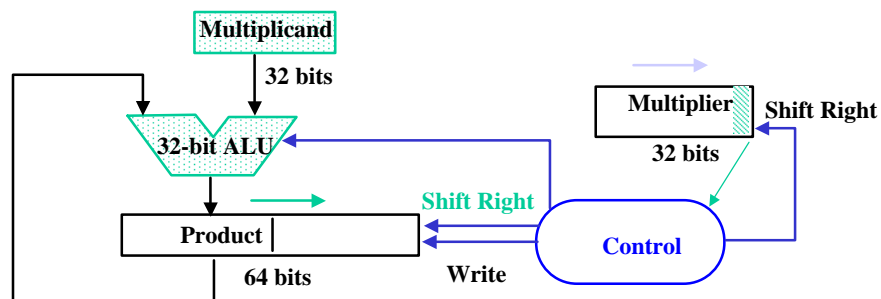 Multiplicand
32 bits
Multiplier
Shift Right
32-bit ALU
32 bits
Shift Right
Product
Control
Write
64 bits